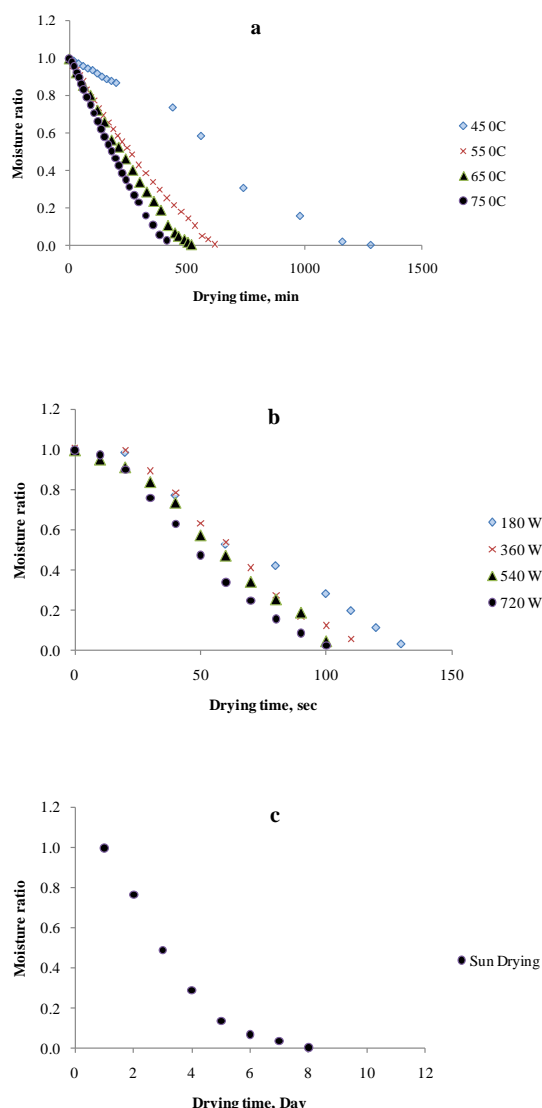 a
1.2
1.0
0.8
0.6
0.4
0.2
0.0
Moisture ratio
0 500 1000 1500
Drying time, min
45 0C
55 0C
65 0C
75 0C
b
1.2
1.0
0.8
0.6
0.4
0.2
0.0
Moisture ratio
0 50 100 150
Drying time, sec
180 W
360 W
540 W
720 W
c
1.2
1.0
0.8
0.6
0.4
0.2
0.0
Moisture ratio
0 2 4 6 8 10 12
Drying time, Day
Sun Drying